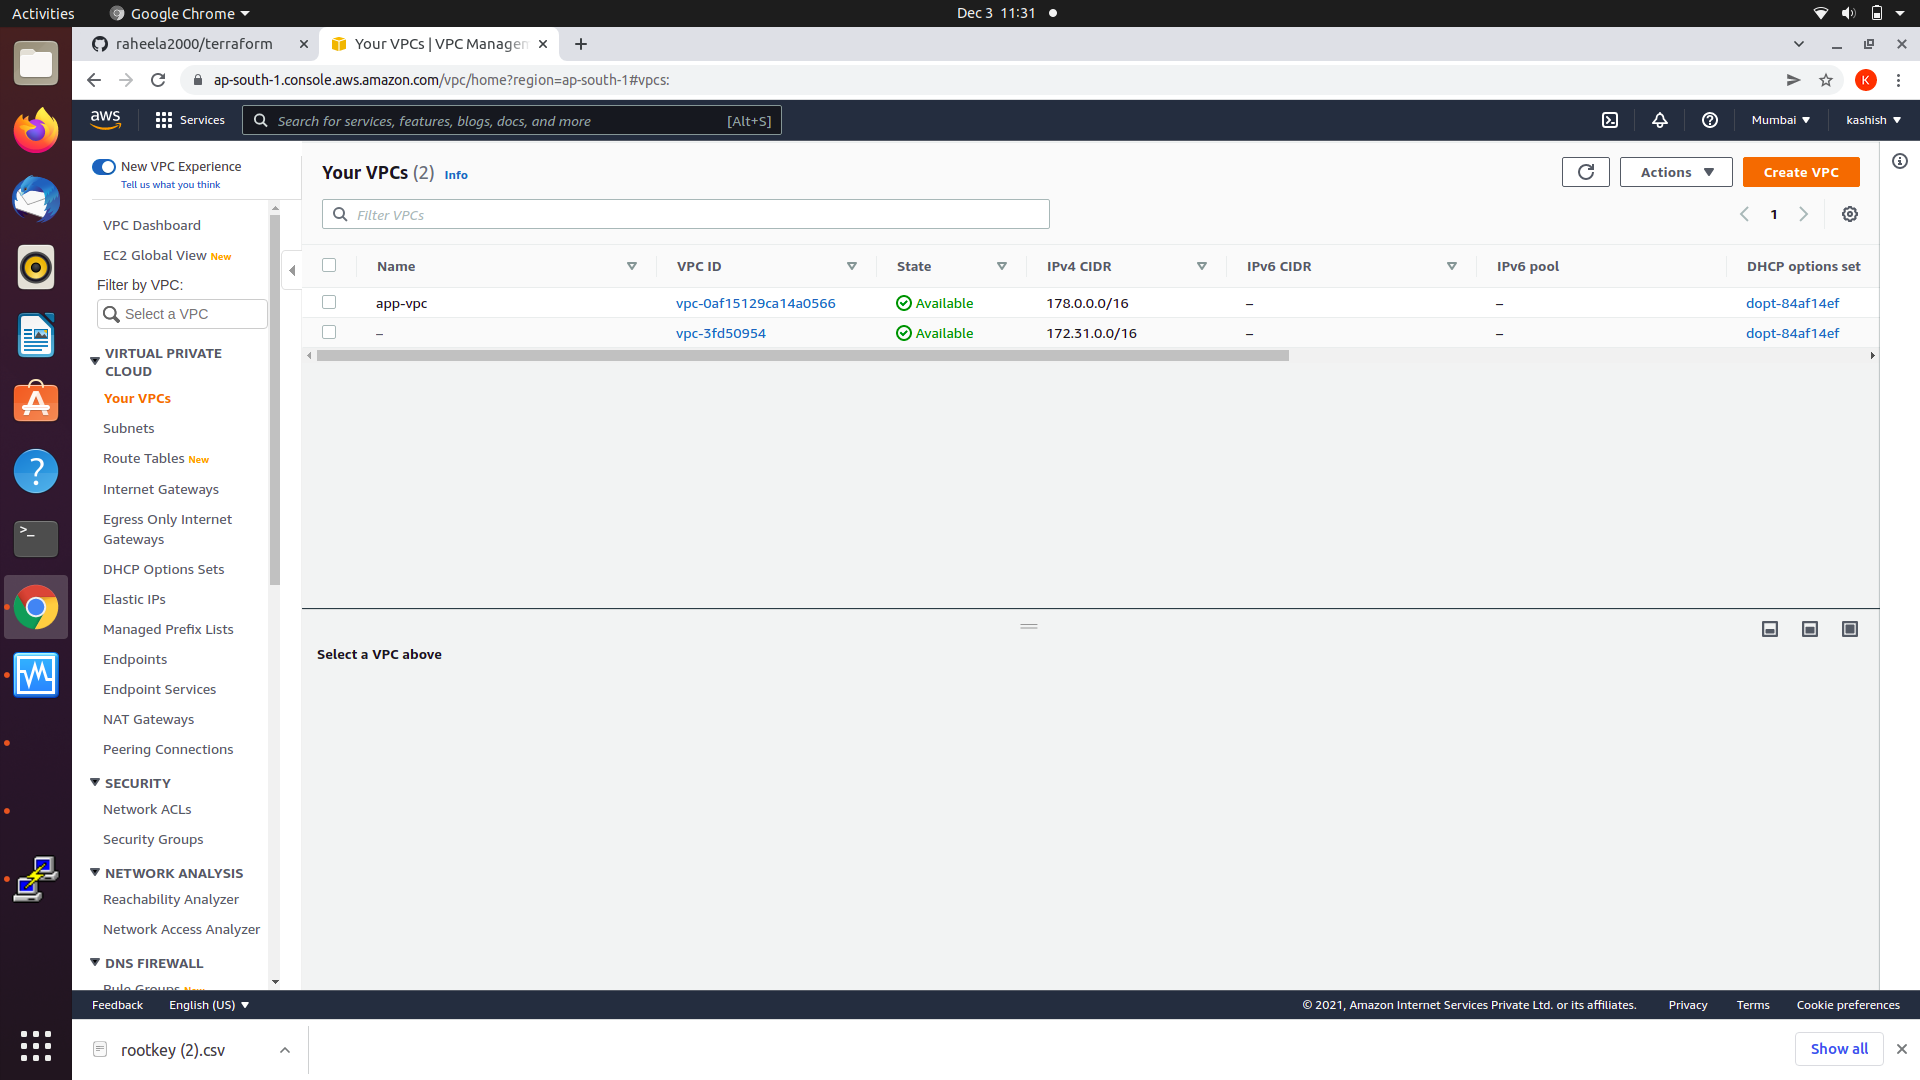 Activities
Google Chrome
Dec 3 11:31
raheela2000/terraform
Your VPCs | VPC Managem
ap-south-1.console.aws.amazon.com/vpc/home?region=ap-south-1#vpcs:
K
aws
Services
Search for services, features, blogs, docs, and more
[Alt+S]
Mumbai
kashish
New VPC Experience
Tell us what you think
VPC Dashboard
EC2 Global View New
Filter by VPC:
Select a VPC
VIRTUAL PRIVATE
CLOUD
Your VPCs
Subnets
Route Tables New
Internet Gateways
Egress Only Internet
Gateways
DHCP Options Sets
Elastic IPs
Managed Prefix Lists
Endpoints
Endpoint Services
NAT Gateways
Peering Connections
SECURITY
Network ACLs
Security Groups
NETWORK ANALYSIS
Reachability Analyzer
Network Access Analyzer
DNS FIREWALL
Rule Groups New
Your VPCs (2) Info
Actions
Create VPC
Filter VPCs
1
Name VPC ID State IPv4 CIDR IPv6 CIDR IPv6 pool DHCP options set
app-vpc vpc-0af15129ca14a0566 Available 178.0.0.0/16 – – dopt-84af14ef
– vpc-3fd50954 Available 172.31.0.0/16 – – dopt-84af14ef
Select a VPC above
Feedback
English (US)
© 2021, Amazon Internet Services Private Ltd. or its affiliates.
Privacy
Terms
Cookie preferences
rootkey (2).csv
Show all